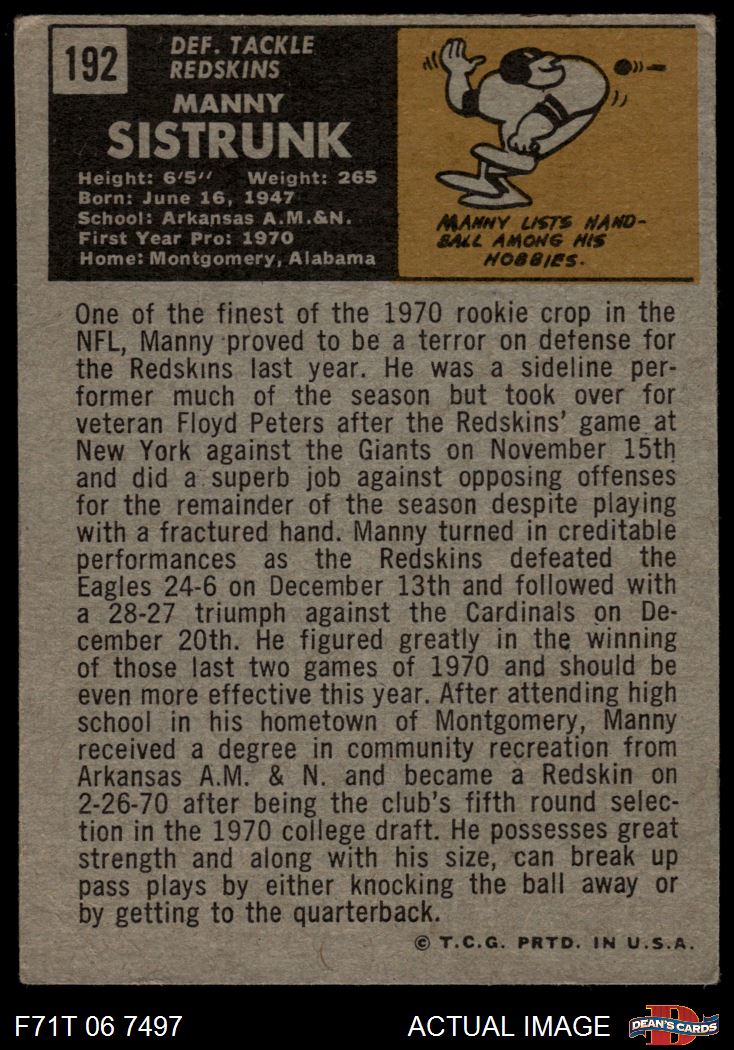 192
DEF. TACKLE
REDSKINS
MANNY
SISTRUNK
Height: 6'5" Weight: 265
Born: June 16, 1947
School: Arkansas A.M.&N.
First Year Pro: 1970
Home: Montgomery, Alabama
MANNY LISTS HAND-
BALL AMONG HIS
HOBBIES.
One of the finest of the 1970 rookie crop in the
NFL, Manny proved to be a terror on defense for
the Redskins last year. He was a sideline per-
former much of the season but took over for
veteran Floyd Peters after the Redskins' game at
New York against the Giants on November 15th
and did a superb job against opposing offenses
for the remainder of the season despite playing
with a fractured hand. Manny turned in creditable
performances as the Redskins defeated the
Eagles 24-6 on December 13th and followed with
a 28-27 triumph against the Cardinals on De-
cember 20th. He figured greatly in the winning
of those last two games of 1970 and should be
even more effective this year. After attending high
school in his hometown of Montgomery, Manny
received a degree in community recreation from
Arkansas A.M. & N. and became a Redskin on
2-26-70 after being the club's fifth round selec-
tion in the 1970 college draft. He possesses great
strength and along with his size, can break up
pass plays by either knocking the ball away or
by getting to the quarterback.
© T.C.G. PRTD. IN U.S.A.
F71T 06 7497
ACTUAL IMAGE
D
DEAN'S CARDS